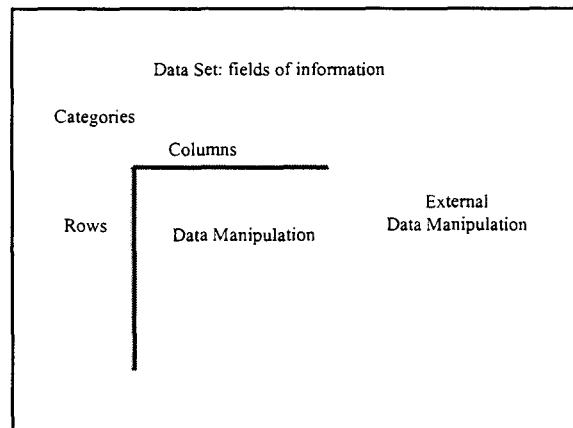 Data Set: fields of information
Categories
Columns
Rows
Data Manipulation
External
Data Manipulation